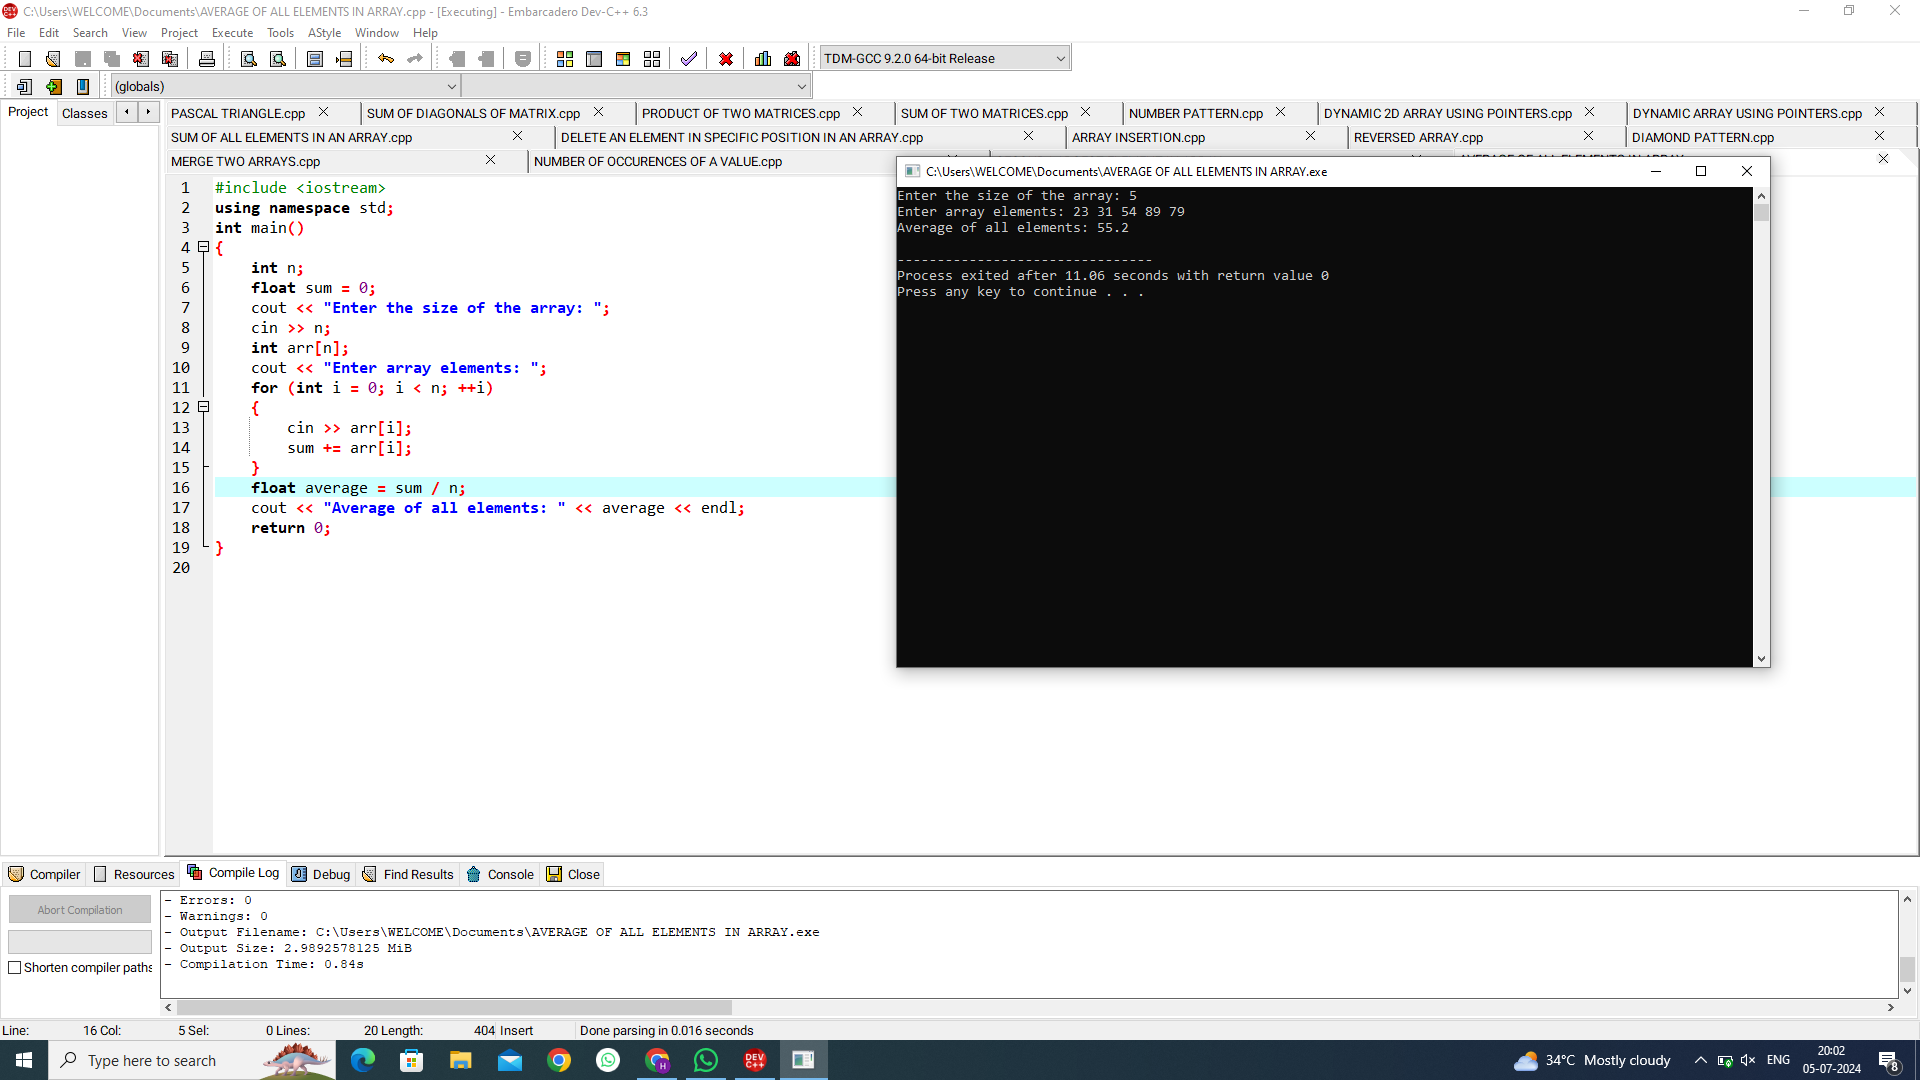 C:\Users\WELCOME\Documents\AVERAGE OF ALL ELEMENTS IN ARRAY.cpp - [Executing] - Embarcadero Dev-C++ 6.3
File Edit Search View Project Execute Tools AStyle Window Help
TDM-GCC 9.2.0 64-bit Release
(globals)
Project Classes
PASCAL TRIANGLE.cpp SUM OF DIAGONALS OF MATRIX.cpp PRODUCT OF TWO MATRICES.cpp SUM OF TWO MATRICES.cpp NUMBER PATTERN.cpp DYNAMIC 2D ARRAY USING POINTERS.cpp DYNAMIC ARRAY USING POINTERS.cpp
SUM OF ALL ELEMENTS IN AN ARRAY.cpp DELETE AN ELEMENT IN SPECIFIC POSITION IN AN ARRAY.cpp ARRAY INSERTION.cpp REVERSED ARRAY.cpp DIAMOND PATTERN.cpp
MERGE TWO ARRAYS.cpp NUMBER OF OCCURENCES OF A VALUE.cpp
1 #include <iostream>
2 using namespace std;
3 int main()
4 {
5 int n;
6 float sum = 0;
7 cout << "Enter the size of the array: ";
8 cin >> n;
9 int arr[n];
10 cout << "Enter array elements: ";
11 for (int i = 0; i < n; ++i)
12 {
13 cin >> arr[i];
14 sum += arr[i];
15 }
16 float average = sum / n;
17 cout << "Average of all elements: " << average << endl;
18 return 0;
19 }
20
C:\Users\WELCOME\Documents\AVERAGE OF ALL ELEMENTS IN ARRAY.exe
Enter the size of the array: 5
Enter array elements: 23 31 54 89 79
Average of all elements: 55.2
--------------------------------
Process exited after 11.06 seconds with return value 0
Press any key to continue . . .
Compiler Resources Compile Log Debug Find Results Console Close
Abort Compilation
Shorten compiler paths
- Errors: 0
- Warnings: 0
- Output Filename: C:\Users\WELCOME\Documents\AVERAGE OF ALL ELEMENTS IN ARRAY.exe
- Output Size: 2.9892578125 MiB
- Compilation Time: 0.84s
Line: 16 Col: 5 Sel: 0 Lines: 20 Length: 404 Insert Done parsing in 0.016 seconds
Type here to search
DEV C++
34°C Mostly cloudy
ENG
20:02
05-07-2024
8